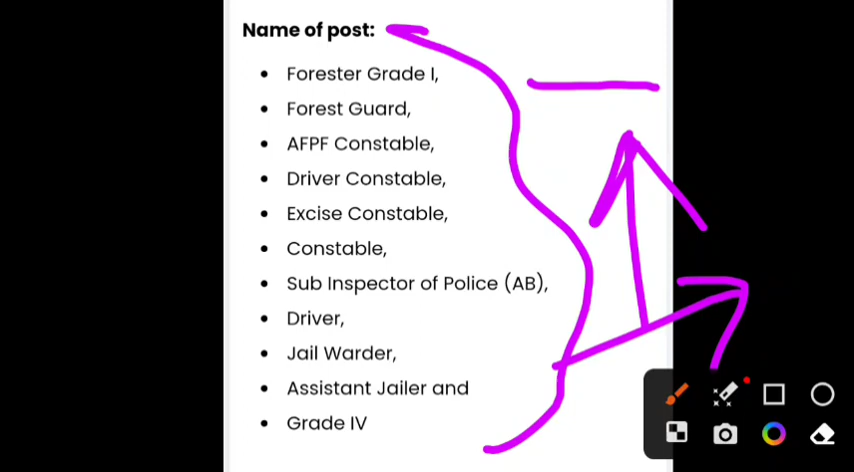 Name of post:
• Forester Grade I,
• Forest Guard,
• AFPF Constable,
• Driver Constable,
• Excise Constable,
• Constable,
• Sub Inspector of Police (AB),
• Driver,
• Jail Warder,
• Assistant Jailer and
• Grade IV